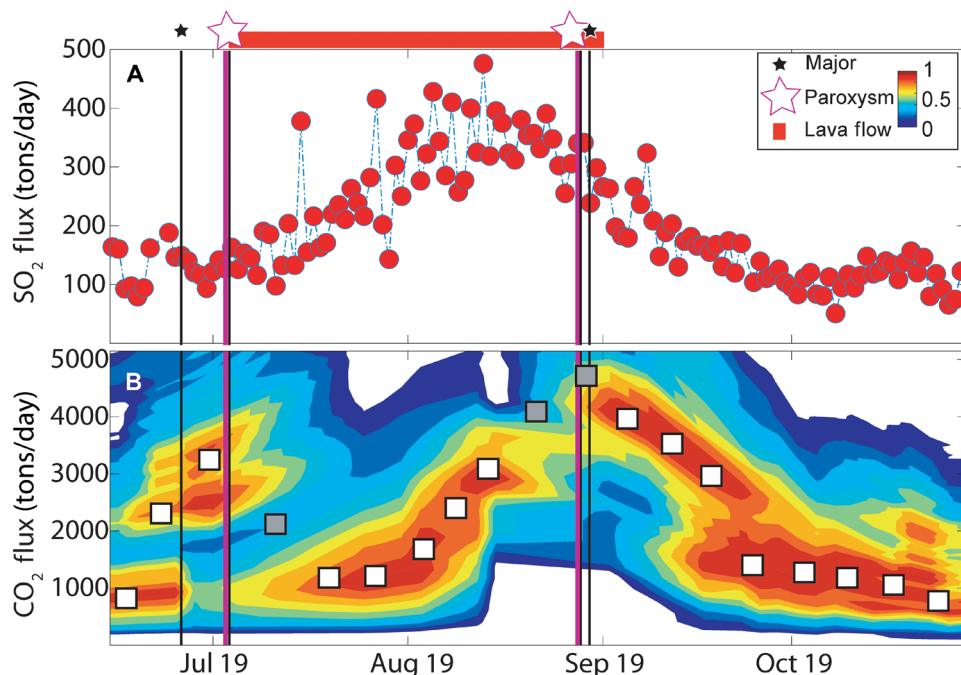 500
A
SO2 flux (tons/day)
400
300
200
100
Major
Paroxysm
Lava flow
1
0.5
0
B
CO2 flux (tons/day)
5000
4000
3000
2000
1000
Jul 19
Aug 19
Sep 19
Oct 19